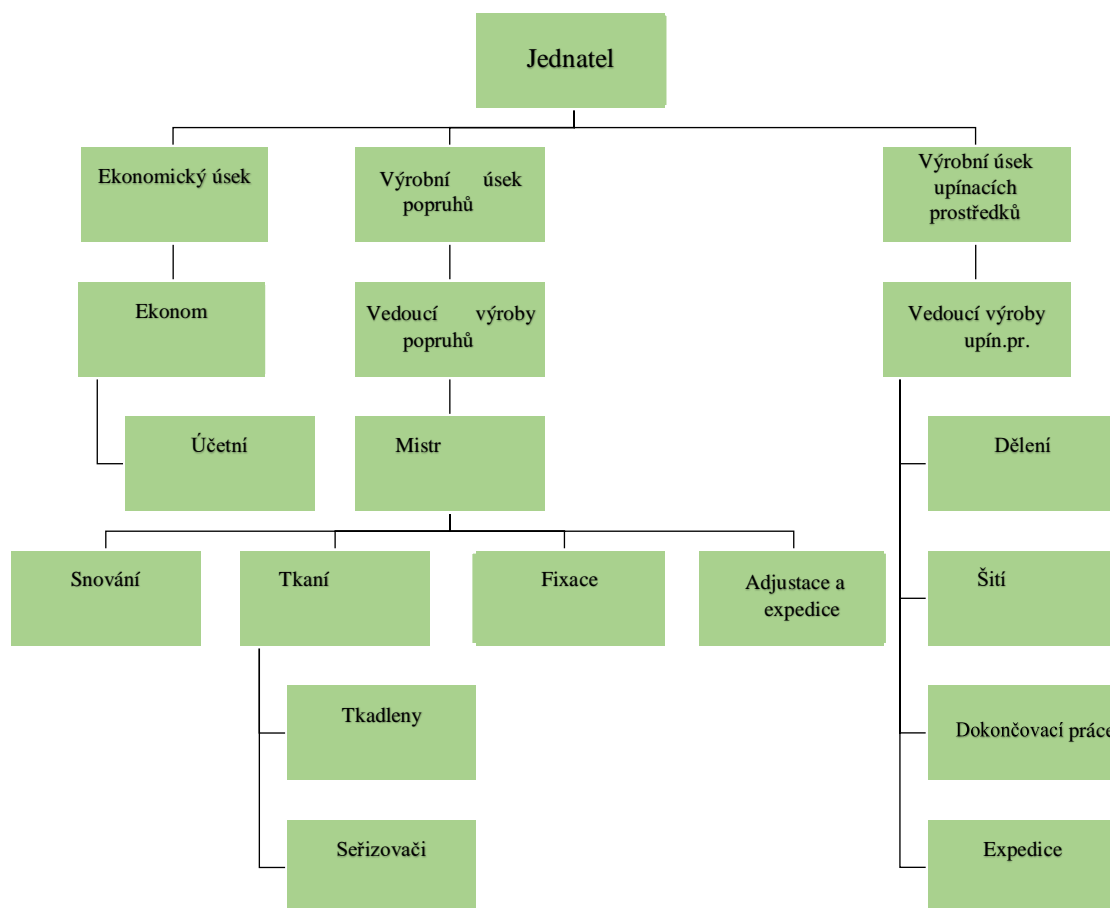 Jednatel
Ekonomický úsek
Výrobní úsek
popruhů
Výrobní úsek
upínacích
prostředků
Ekonom
Vedoucí výroby
popruhů
Vedoucí výroby
upín.pr.
Účetní
Mistr
Dělení
Snování
Tkaní
Fixace
Adjustace a
expedice
Šití
Tkadleny
Dokončovací práce
Seřizovači
Expedice